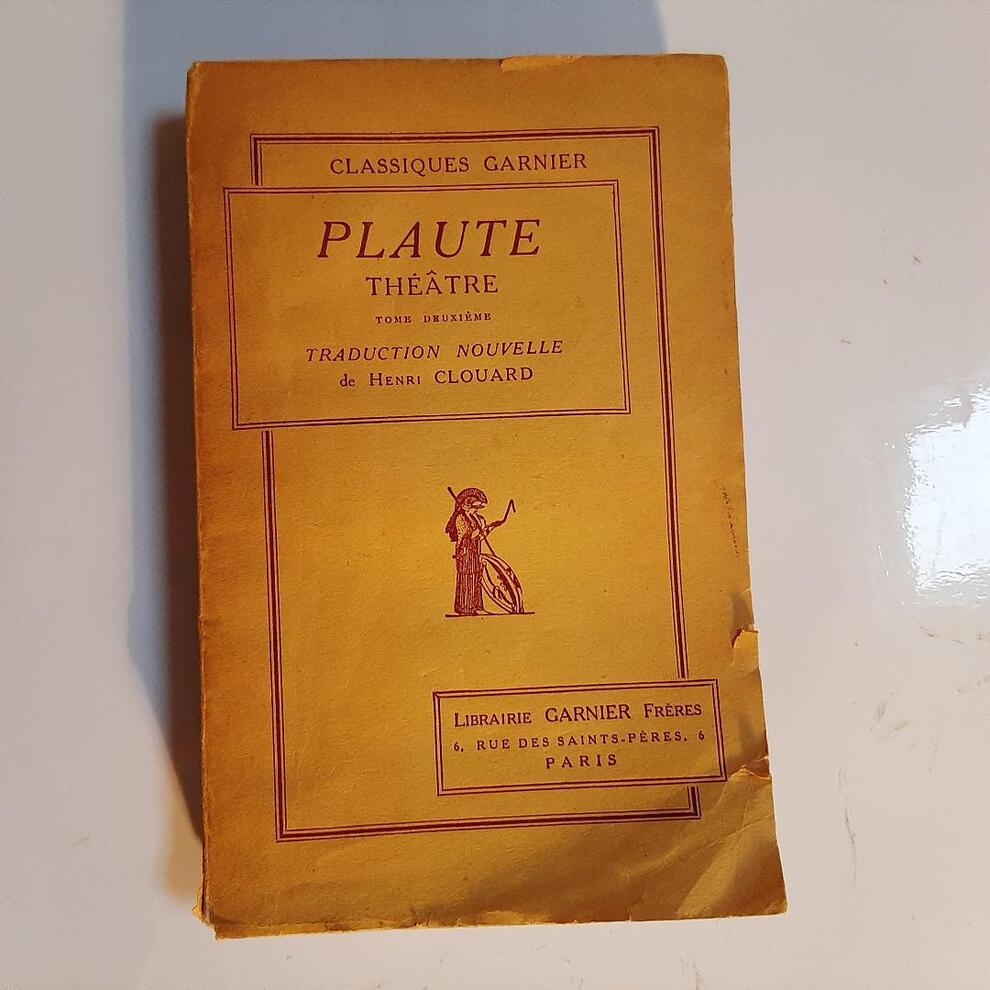 CLASSIQUES GARNIER
PLAUTE
THÉÂTRE
TOME DEUXIÈME
TRADUCTION NOUVELLE
de HENRI CLOUARD
LIBRAIRIE GARNIER FRÈRES
6, RUE DES SAINTS-PÈRES, 6
PARIS